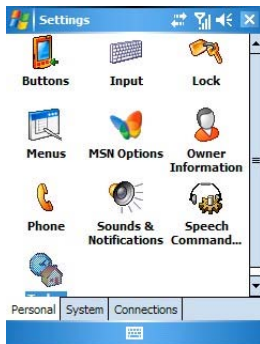 Settings
Buttons Input Lock
Menus MSN Options Owner
Information
Phone Sounds & Speech
Notifications Command...
Personal System Connections